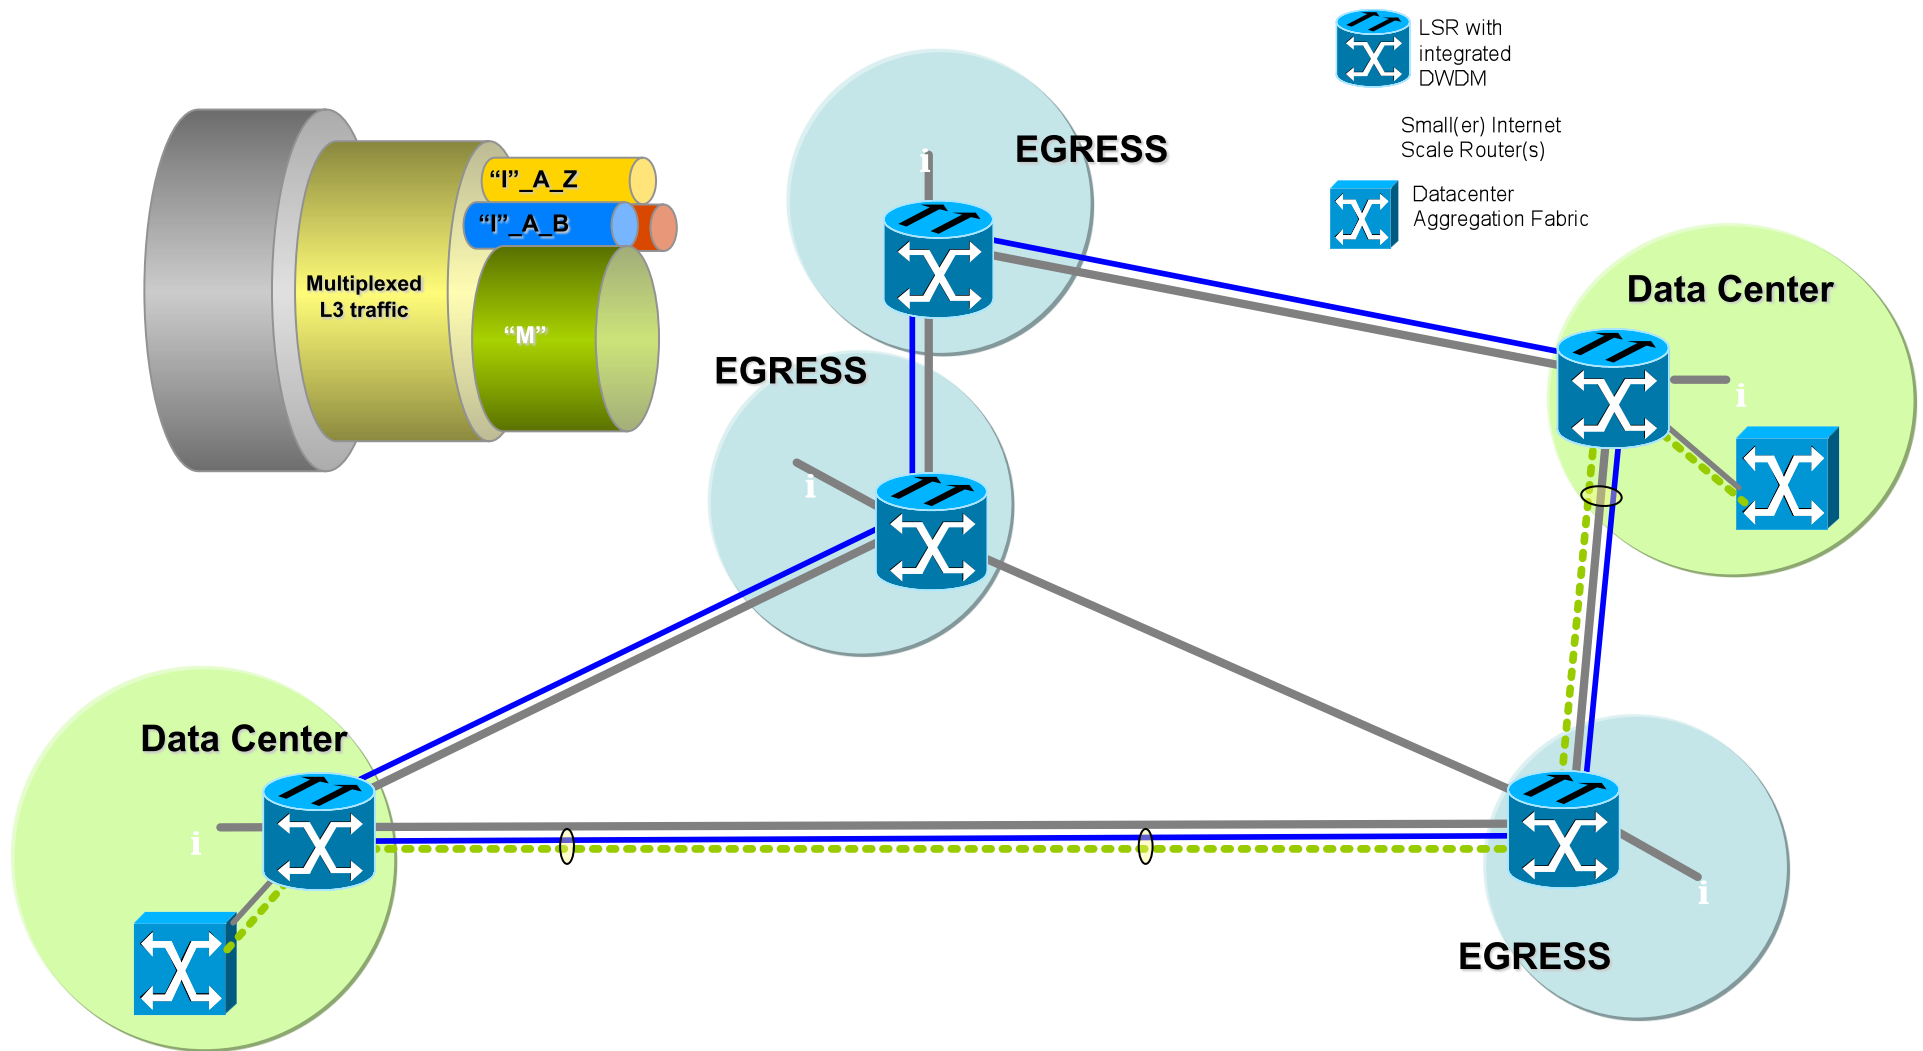 LSR with
integrated
DWDM
Small(er) Internet
Scale Router(s)
Datacenter
Aggregation Fabric
EGRESS
i
“I”_A_Z
“I”_A_B
Multiplexed
L3 traffic
“M”
Data Center
i
EGRESS
i
Data Center
i
i
EGRESS